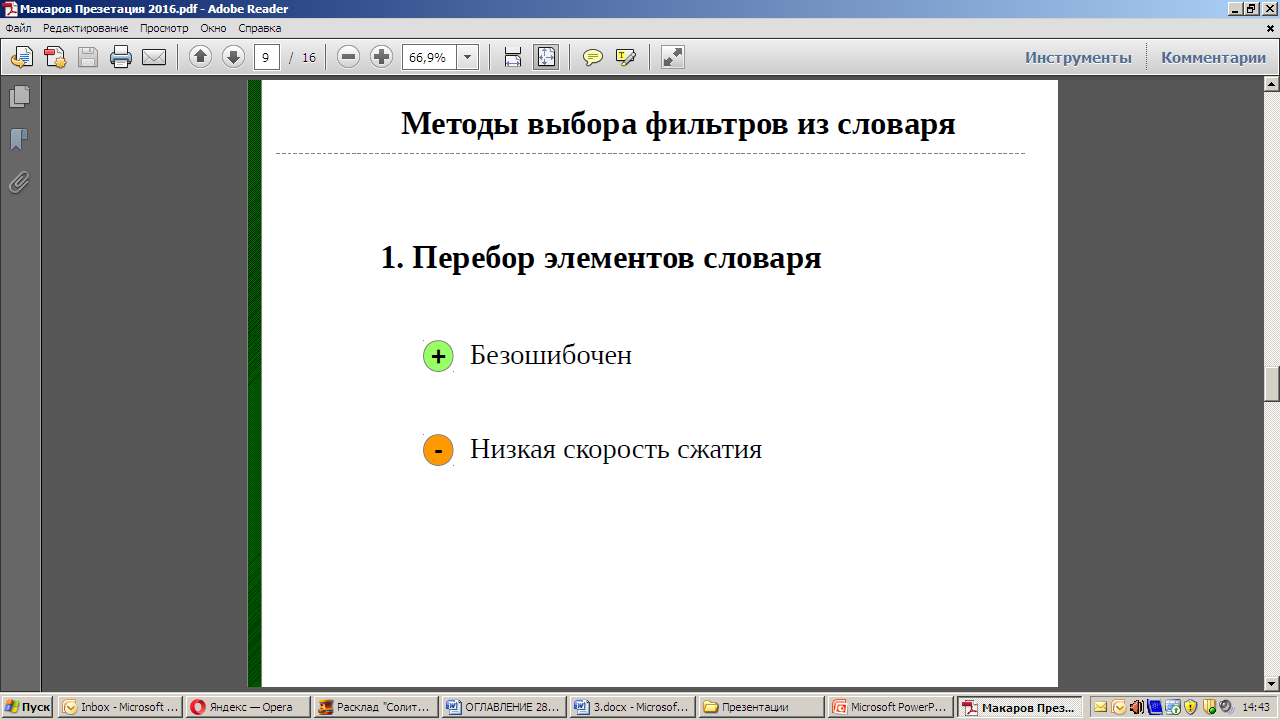 Макаров Презетация 2016.pdf - Adobe Reader
Файл Редактирование Просмотр Окно Справка
9 / 16 66,9% Инструменты Комментарии
Методы выбора фильтров из словаря
1. Перебор элементов словаря
+ Безошибочен
- Низкая скорость сжатия
Пуск Inbox - Microsoft ... Яндекс — Opera Расклад "Солит... ОГЛАВЛЕНИЕ 28... 3.docx - Microsof... Презентации Microsoft PowerP... Макаров През... 14:43